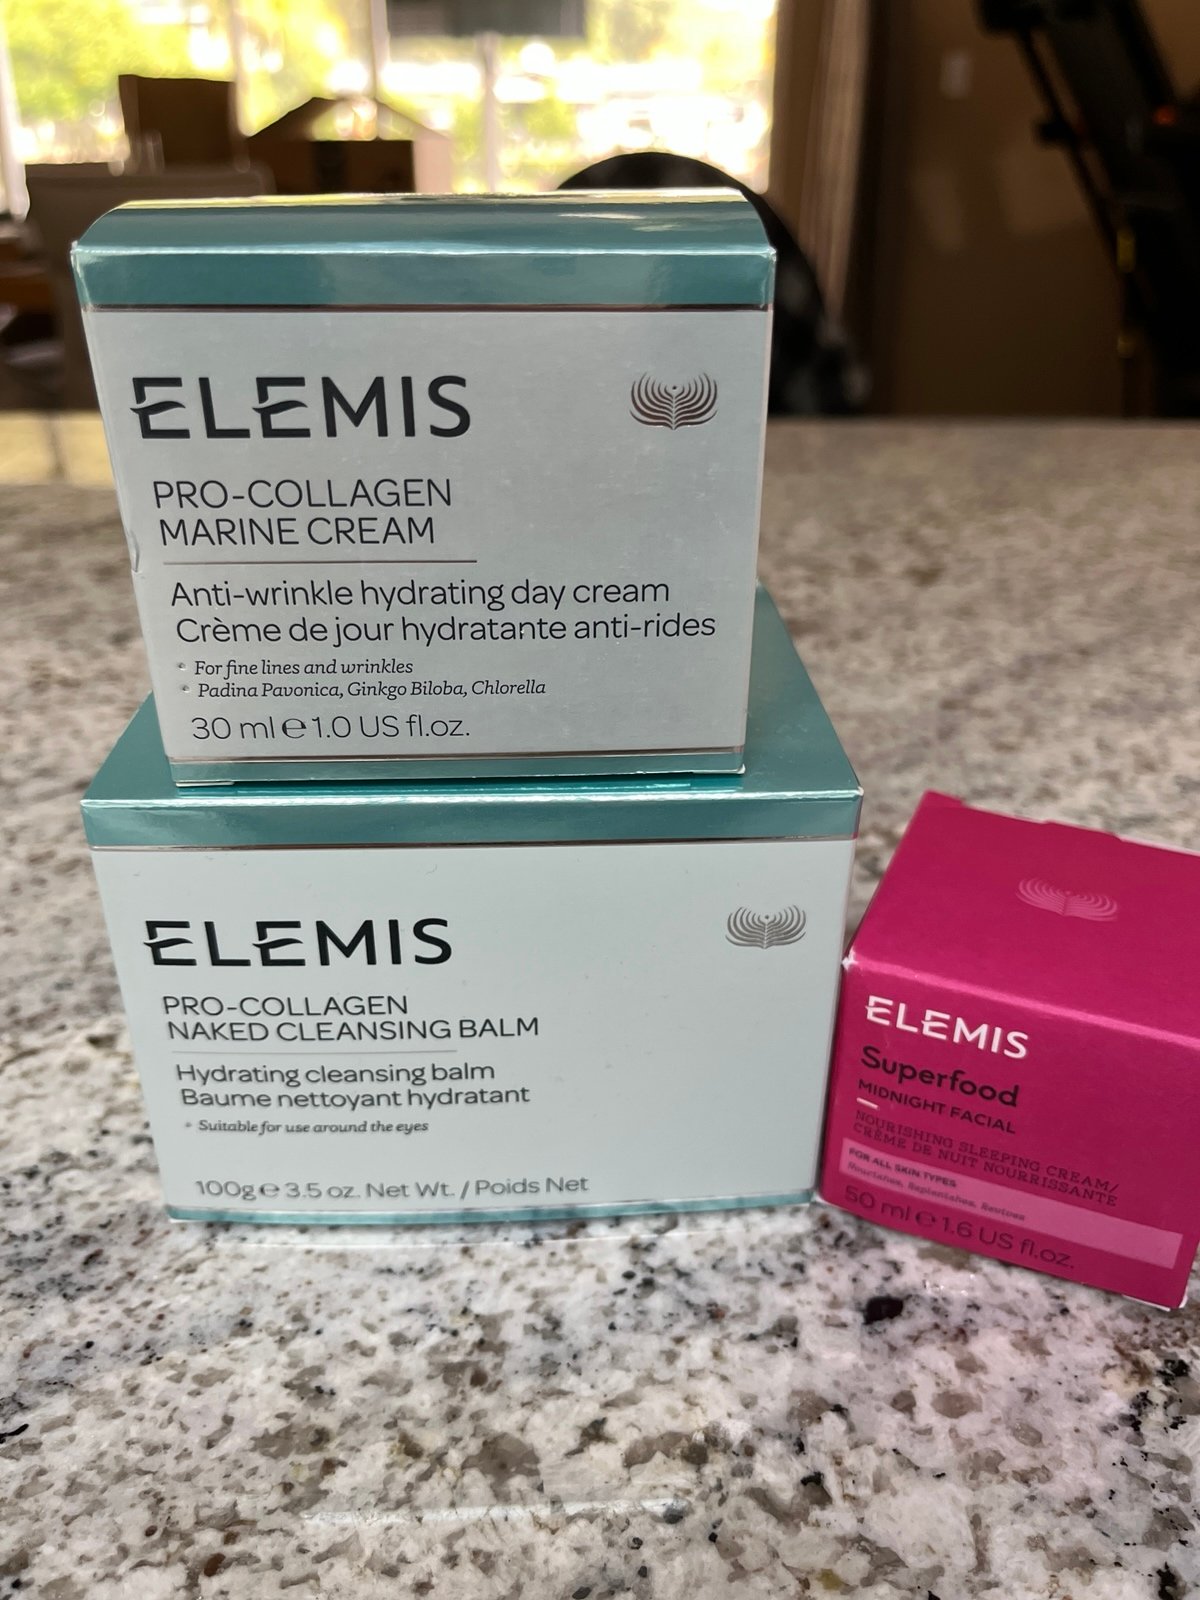 ELEMIS
PRO-COLLAGEN
MARINE CREAM
Anti-wrinkle hydrating day cream
Crème de jour hydratante anti-rides
For fine lines and wrinkles
Padina Pavonica, Ginkgo Biloba, Chlorella
30 ml e 1.0 US fl.oz.
ELEMIS
PRO-COLLAGEN
NAKED CLEANSING BALM
Hydrating cleansing balm
Baume nettoyant hydratant
Suitable for use around the eyes
100g e 3.5 oz. Net Wt. / Poids Net
ELEMIS
Superfood
MIDNIGHT FACIAL
NOURISHING SLEEPING CREAM/
CRÈME DE NUIT NOURRISSANTE
FOR ALL SKIN TYPES
Nourishes, Replenishes, Revives
50 ml e 1.6 US fl.oz.